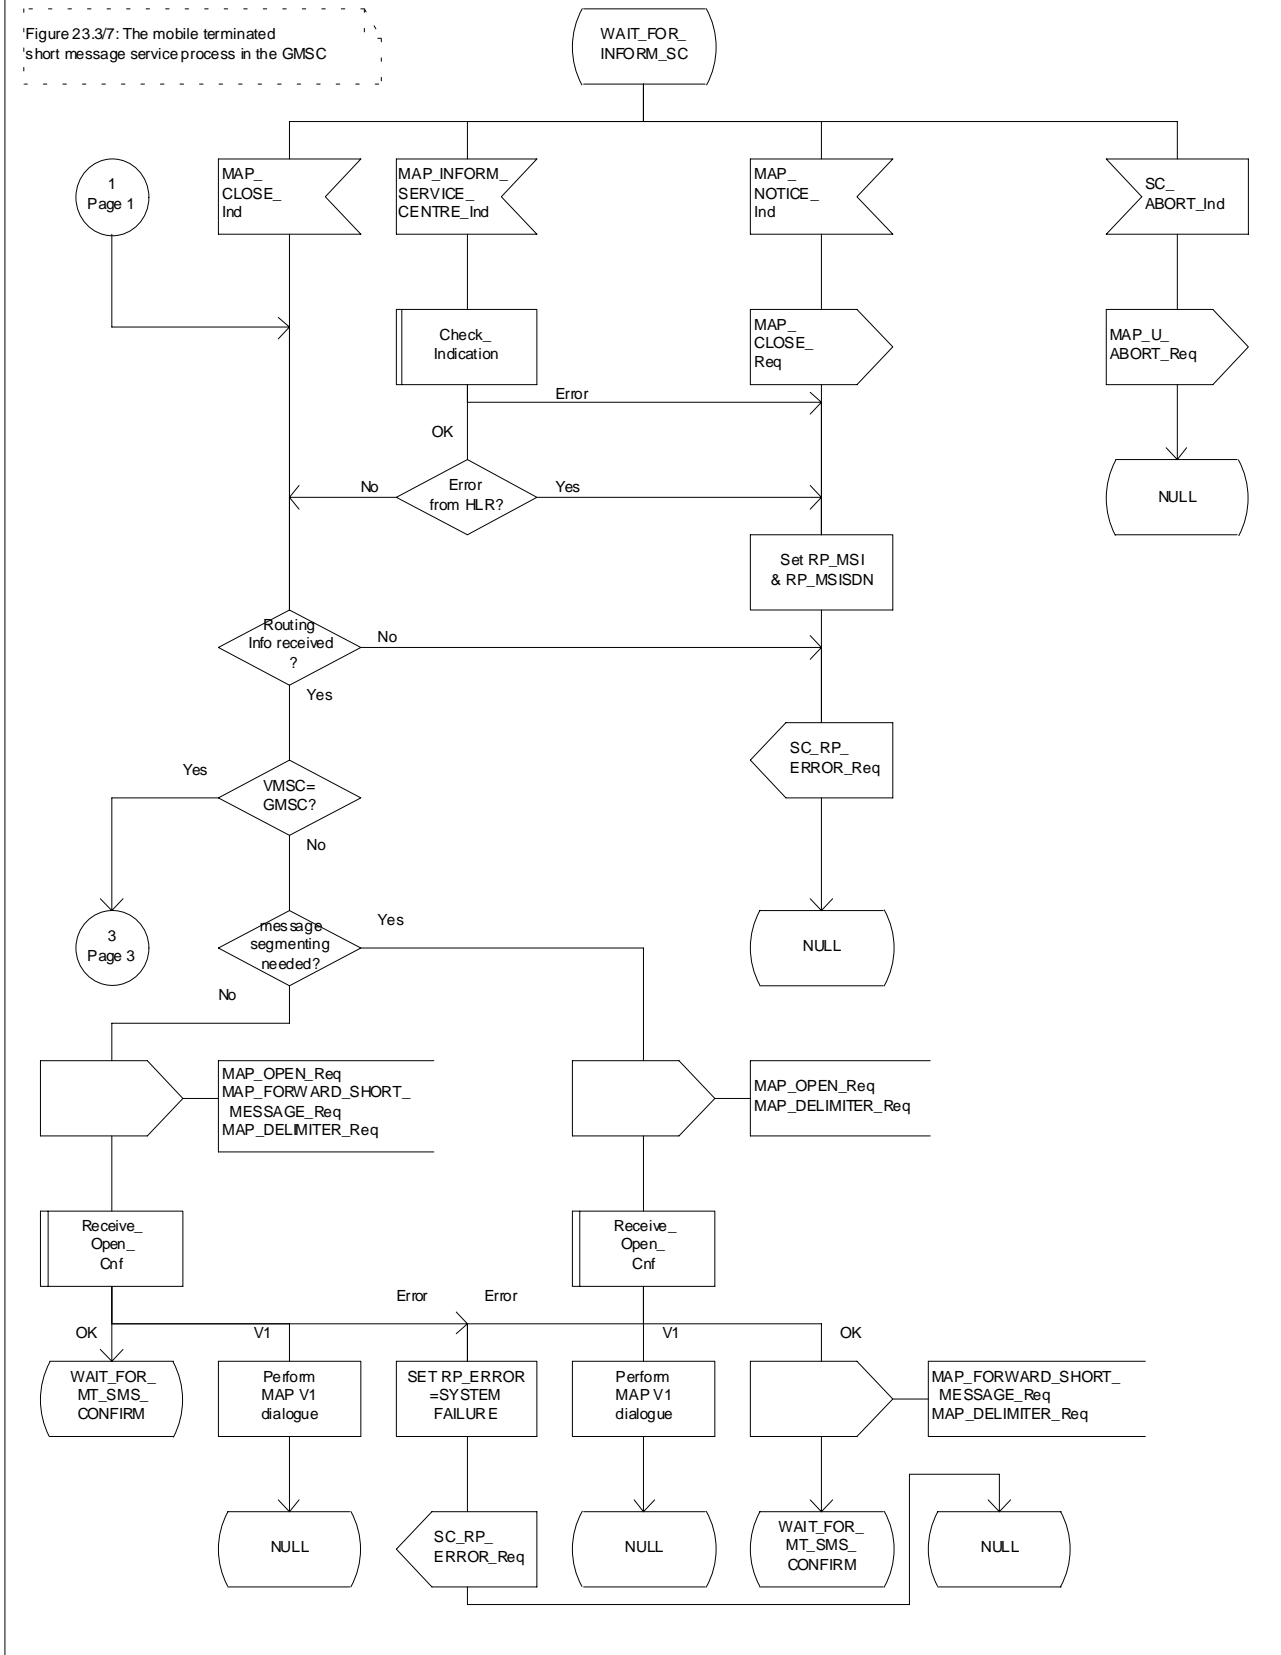 Figure 23.3/7: The mobile terminated
short message service process in the GMSC
WAIT_FOR_
INFORM_SC
1
Page 1
MAP_
CLOSE_
Ind
MAP_INFORM_
SERVICE_
CENTRE_Ind
MAP_
NOTICE_
Ind
SC_
ABORT_Ind
Check_
Indication
MAP_
CLOSE_
Req
MAP_U_
ABORT_Req
Error
OK
No
Error
from HLR?
Yes
NULL
Set RP_MSI
& RP_MSISDN
Routing
Info received
?
No
Yes
SC_RP_
ERROR_Req
Yes
VMSC=
GMSC?
No
3
Page 3
message
segmenting
needed?
Yes
No
NULL
MAP_OPEN_Req
MAP_FORWARD_SHORT_
MESSAGE_Req
MAP_DELIMITER_Req
MAP_OPEN_Req
MAP_DELIMITER_Req
Receive_
Open_
Cnf
Receive_
Open_
Cnf
Error
Error
OK
V1
V1
OK
WAIT_FOR_
MT_SMS_
CONFIRM
Perform
MAP V1
dialogue
SET RP_ERROR
=SYSTEM
FAILURE
Perform
MAP V1
dialogue
MAP_FORWARD_SHORT_
MESSAGE_Req
MAP_DELIMITER_Req
NULL
SC_RP_
ERROR_Req
NULL
WAIT_FOR_
MT_SMS_
CONFIRM
NULL